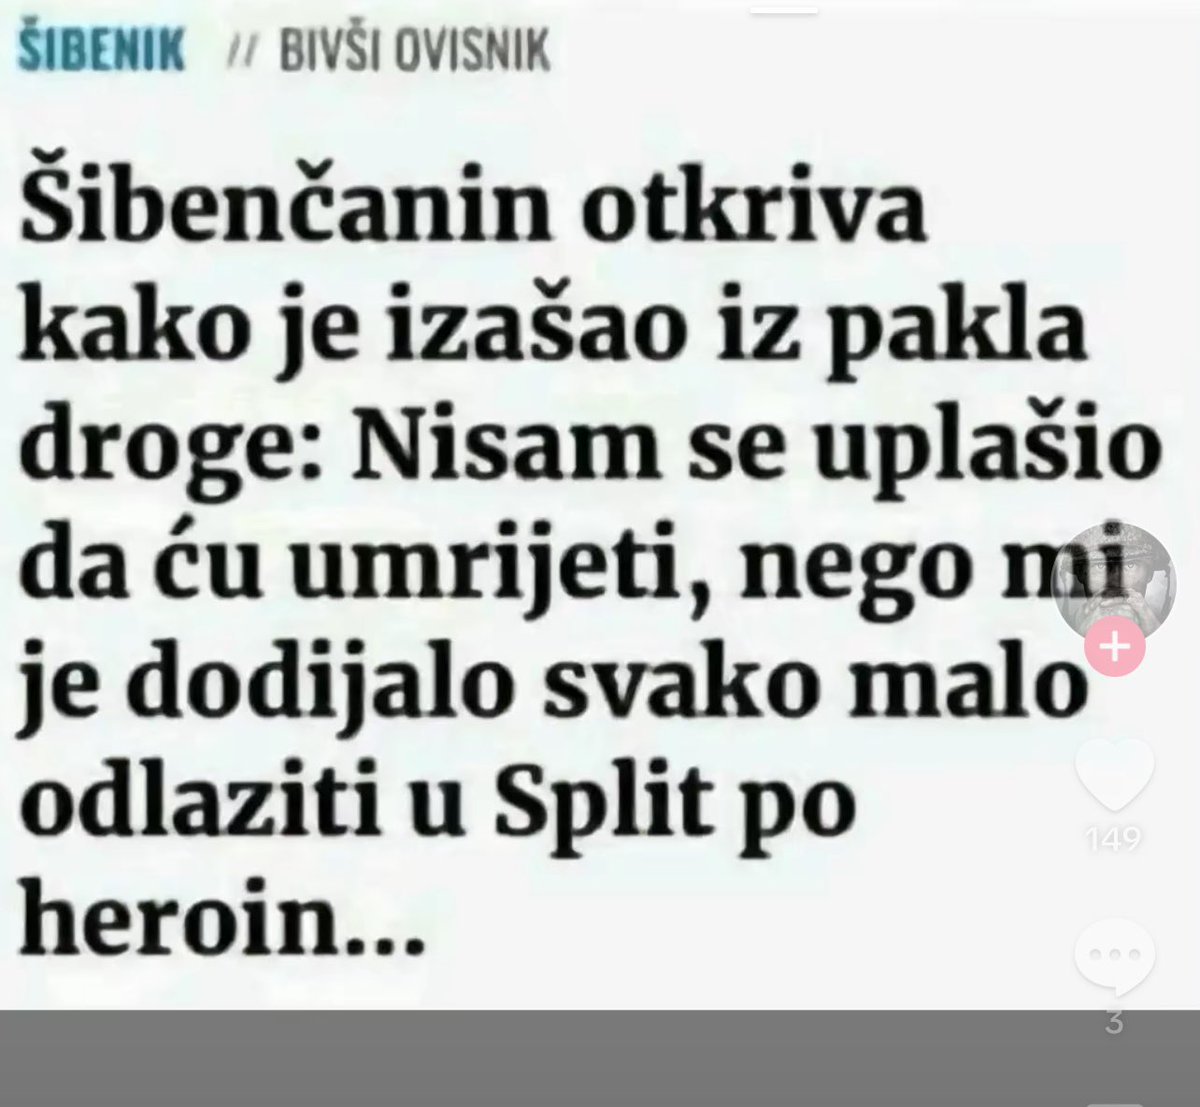 ŠIBENIK // BIVŠI OVISNIK
Šibenčanin otkriva
kako je izašao iz pakla
droge: Nisam se uplašio
da ću umrijeti, nego mi
je dodijalo svako malo
odlaziti u Split po
heroin...
149
3